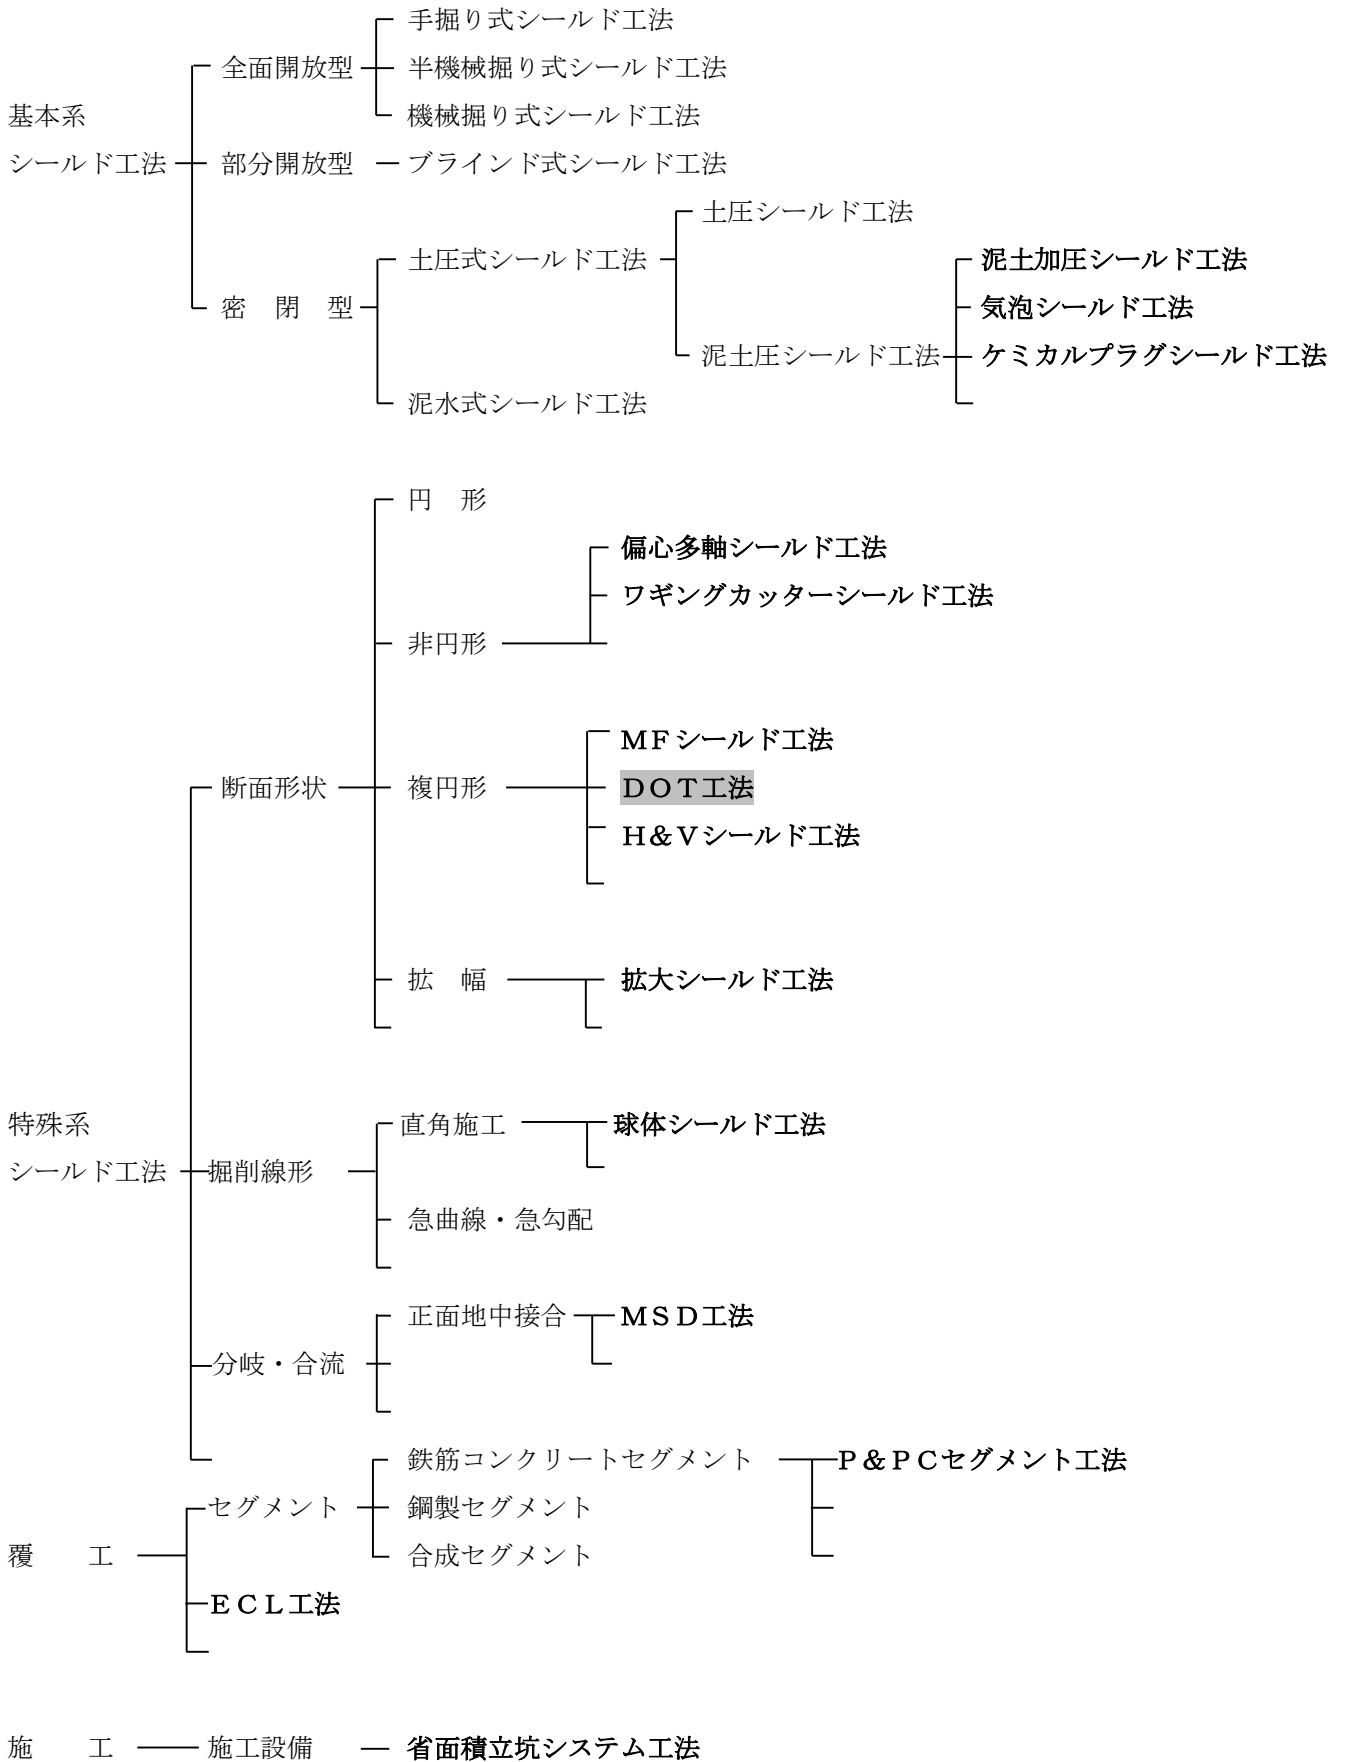 手掘り式シールド工法
全面開放型 半機械掘り式シールド工法
基本系 機械掘り式シールド工法
シールド工法 部分開放型 ブラインド式シールド工法
土圧シールド工法
土圧式シールド工法 泥土加圧シールド工法
密　閉　型 気泡シールド工法
泥土圧シールド工法 ケミカルプラグシールド工法
泥水式シールド工法
円　形
偏心多軸シールド工法
ワギングカッターシールド工法
非円形
ＭＦシールド工法
断面形状 複円形 ＤＯＴ工法
Ｈ＆Ｖシールド工法
拡　幅 拡大シールド工法
特殊系 直角施工 球体シールド工法
シールド工法 掘削線形
急曲線・急勾配
正面地中接合 ＭＳＤ工法
分岐・合流
鉄筋コンクリートセグメント Ｐ＆ＰＣセグメント工法
セグメント 鋼製セグメント
覆　　工 合成セグメント
ＥＣＬ工法
施　　工 施工設備 省面積立坑システム工法